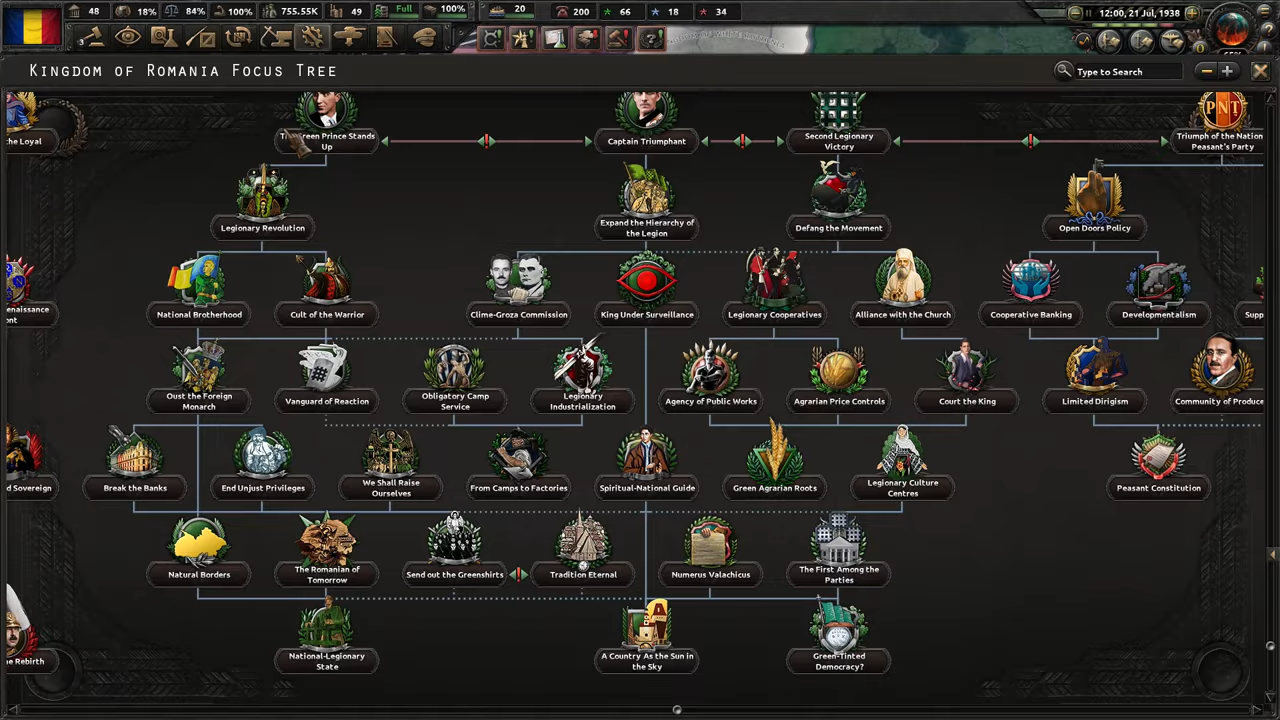 48 18% 84% 100% 755.55K 49 Full 100% 20 200 66 18 34 12:00, 21 Jul, 1938
3
Kingdom of Romania Focus Tree
Type to Search
the Loyal
The Green Prince Stands
Up
Captain Triumphant
Second Legionary
Victory
PNT
Triumph of the Nation
Peasant's Party
Legionary Revolution
Expand the Hierarchy of
the Legion
Defang the Movement
Open Doors Policy
National Brotherhood
Cult of the Warrior
Clime-Groza Commission
King Under Surveillance
Legionary Cooperatives
Alliance with the Church
Cooperative Banking
Developmentalism
Supp
Oust the Foreign
Monarch
Vanguard of Reaction
Obligatory Camp
Service
Legionary
Industrialization
Agency of Public Works
Agrarian Price Controls
Court the King
Limited Dirigism
Community of Produce
d Sovereign
Break the Banks
End Unjust Privileges
We Shall Raise
Ourselves
From Camps to Factories
Spiritual-National Guide
Green Agrarian Roots
Legionary Culture
Centres
Peasant Constitution
Natural Borders
The Romanian of
Tomorrow
Send out the Greenshirts
Tradition Eternal
Numerus Valachicus
The First Among the
Parties
e Rebirth
National-Legionary
State
A Country As the Sun in
the Sky
Green-Tinted
Democracy?